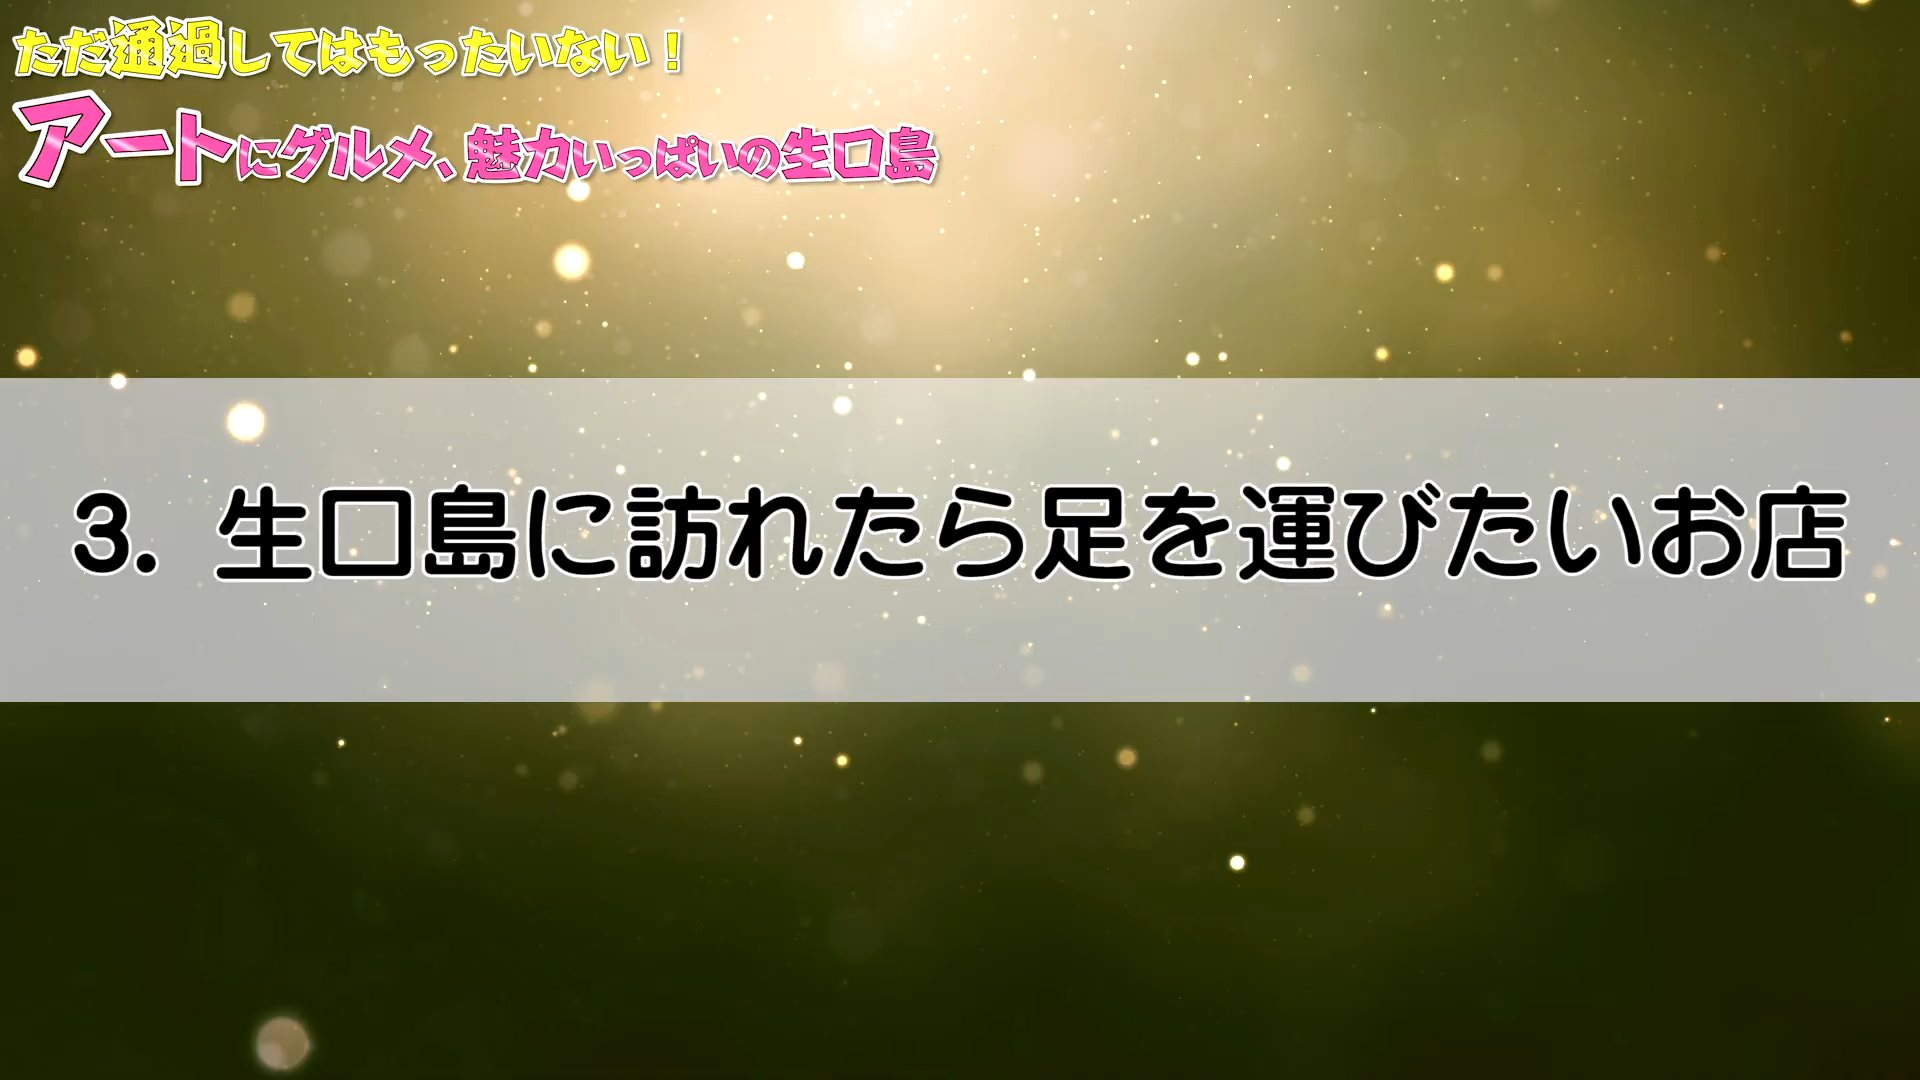 ただ通過してはもったいない！
アートにグルメ、魅力いっぱいの生口島
3. 生口島に訪れたら足を運びたいお店